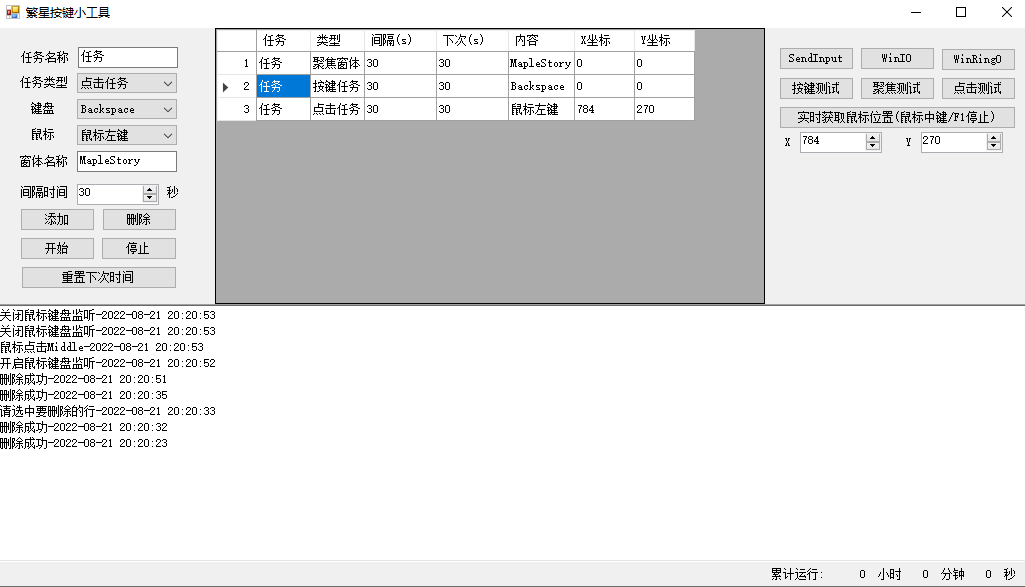 繁星按键小工具
任务名称 任务
任务类型 点击任务
键盘 Backspace
鼠标 鼠标左键
窗体名称 MapleStory
间隔时间 30 秒
添加 删除
开始 停止
重置下次时间
任务 类型 间隔(s) 下次(s) 内容 X坐标 Y坐标
1 任务 聚焦窗体 30 30 MapleStory 0 0
2 任务 按键任务 30 30 Backspace 0 0
3 任务 点击任务 30 30 鼠标左键 784 270
SendInput WinIO WinRing0
按键测试 聚焦测试 点击测试
实时获取鼠标位置(鼠标中键/F1停止)
X 784 Y 270
关闭鼠标键盘监听-2022-08-21 20:20:53
关闭鼠标键盘监听-2022-08-21 20:20:53
鼠标点击Middle-2022-08-21 20:20:53
开启鼠标键盘监听-2022-08-21 20:20:52
删除成功-2022-08-21 20:20:51
删除成功-2022-08-21 20:20:35
请选中要删除的行-2022-08-21 20:20:33
删除成功-2022-08-21 20:20:32
删除成功-2022-08-21 20:20:23
累计运行: 0 小时 0 分钟 0 秒